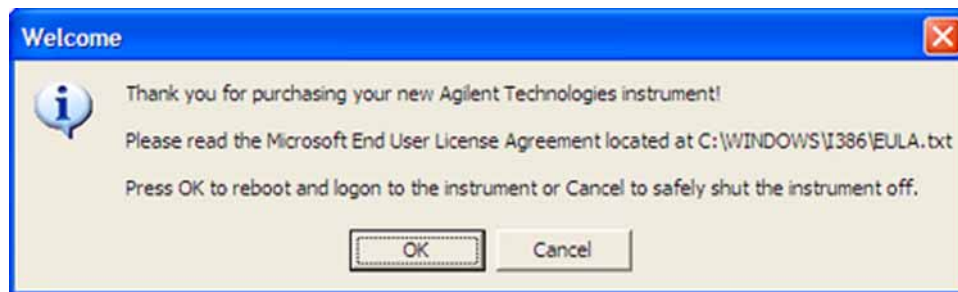 Welcome
Thank you for purchasing your new Agilent Technologies instrument!
Please read the Microsoft End User License Agreement located at C:\WINDOWS\I386\EULA.txt
Press OK to reboot and logon to the instrument or Cancel to safely shut the instrument off.
OK Cancel